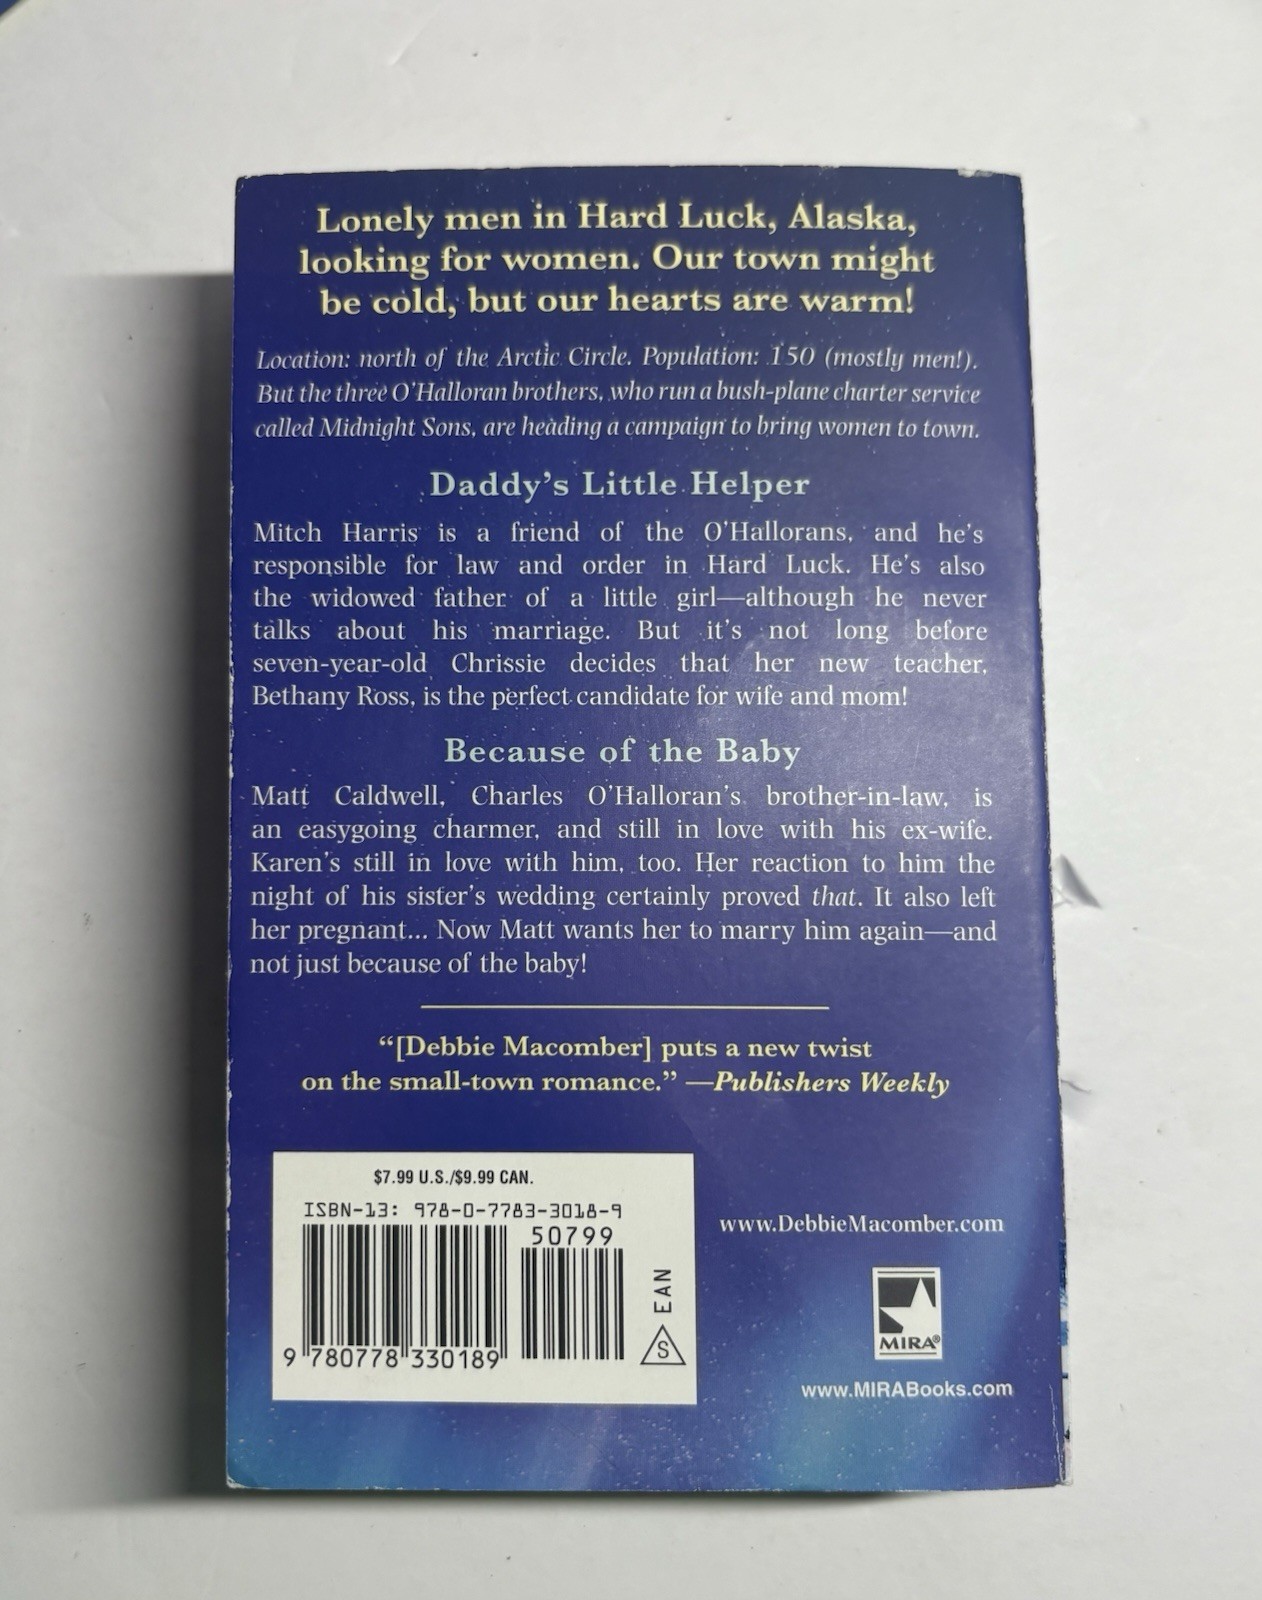 Lonely men in Hard Luck, Alaska,
looking for women. Our town might
be cold, but our hearts are warm!
Location: north of the Arctic Circle. Population: 150 (mostly men!).
But the three O'Halloran brothers, who run a bush-plane charter service
called Midnight Sons, are heading a campaign to bring women to town.
Daddy's Little Helper
Mitch Harris is a friend of the O'Hallorans, and he's
responsible for law and order in Hard Luck. He's also
the widowed father of a little girl—although he never
talks about his marriage. But it's not long before
seven-year-old Chrissie decides that her new teacher,
Bethany Ross, is the perfect candidate for wife and mom!
Because of the Baby
Matt Caldwell, Charles O'Halloran's brother-in-law, is
an easygoing charmer, and still in love with his ex-wife.
Karen's still in love with him, too. Her reaction to him the
night of his sister's wedding certainly proved that. It also left
her pregnant... Now Matt wants her to marry him again—and
not just because of the baby!
"[Debbie Macomber] puts a new twist
on the small-town romance." —Publishers Weekly
$7.99 U.S./$9.99 CAN.
ISBN-13: 978-0-7783-3018-9
50799
EAN
S
9 780778 330189
www.DebbieMacomber.com
MIRA®
www.MIRABooks.com